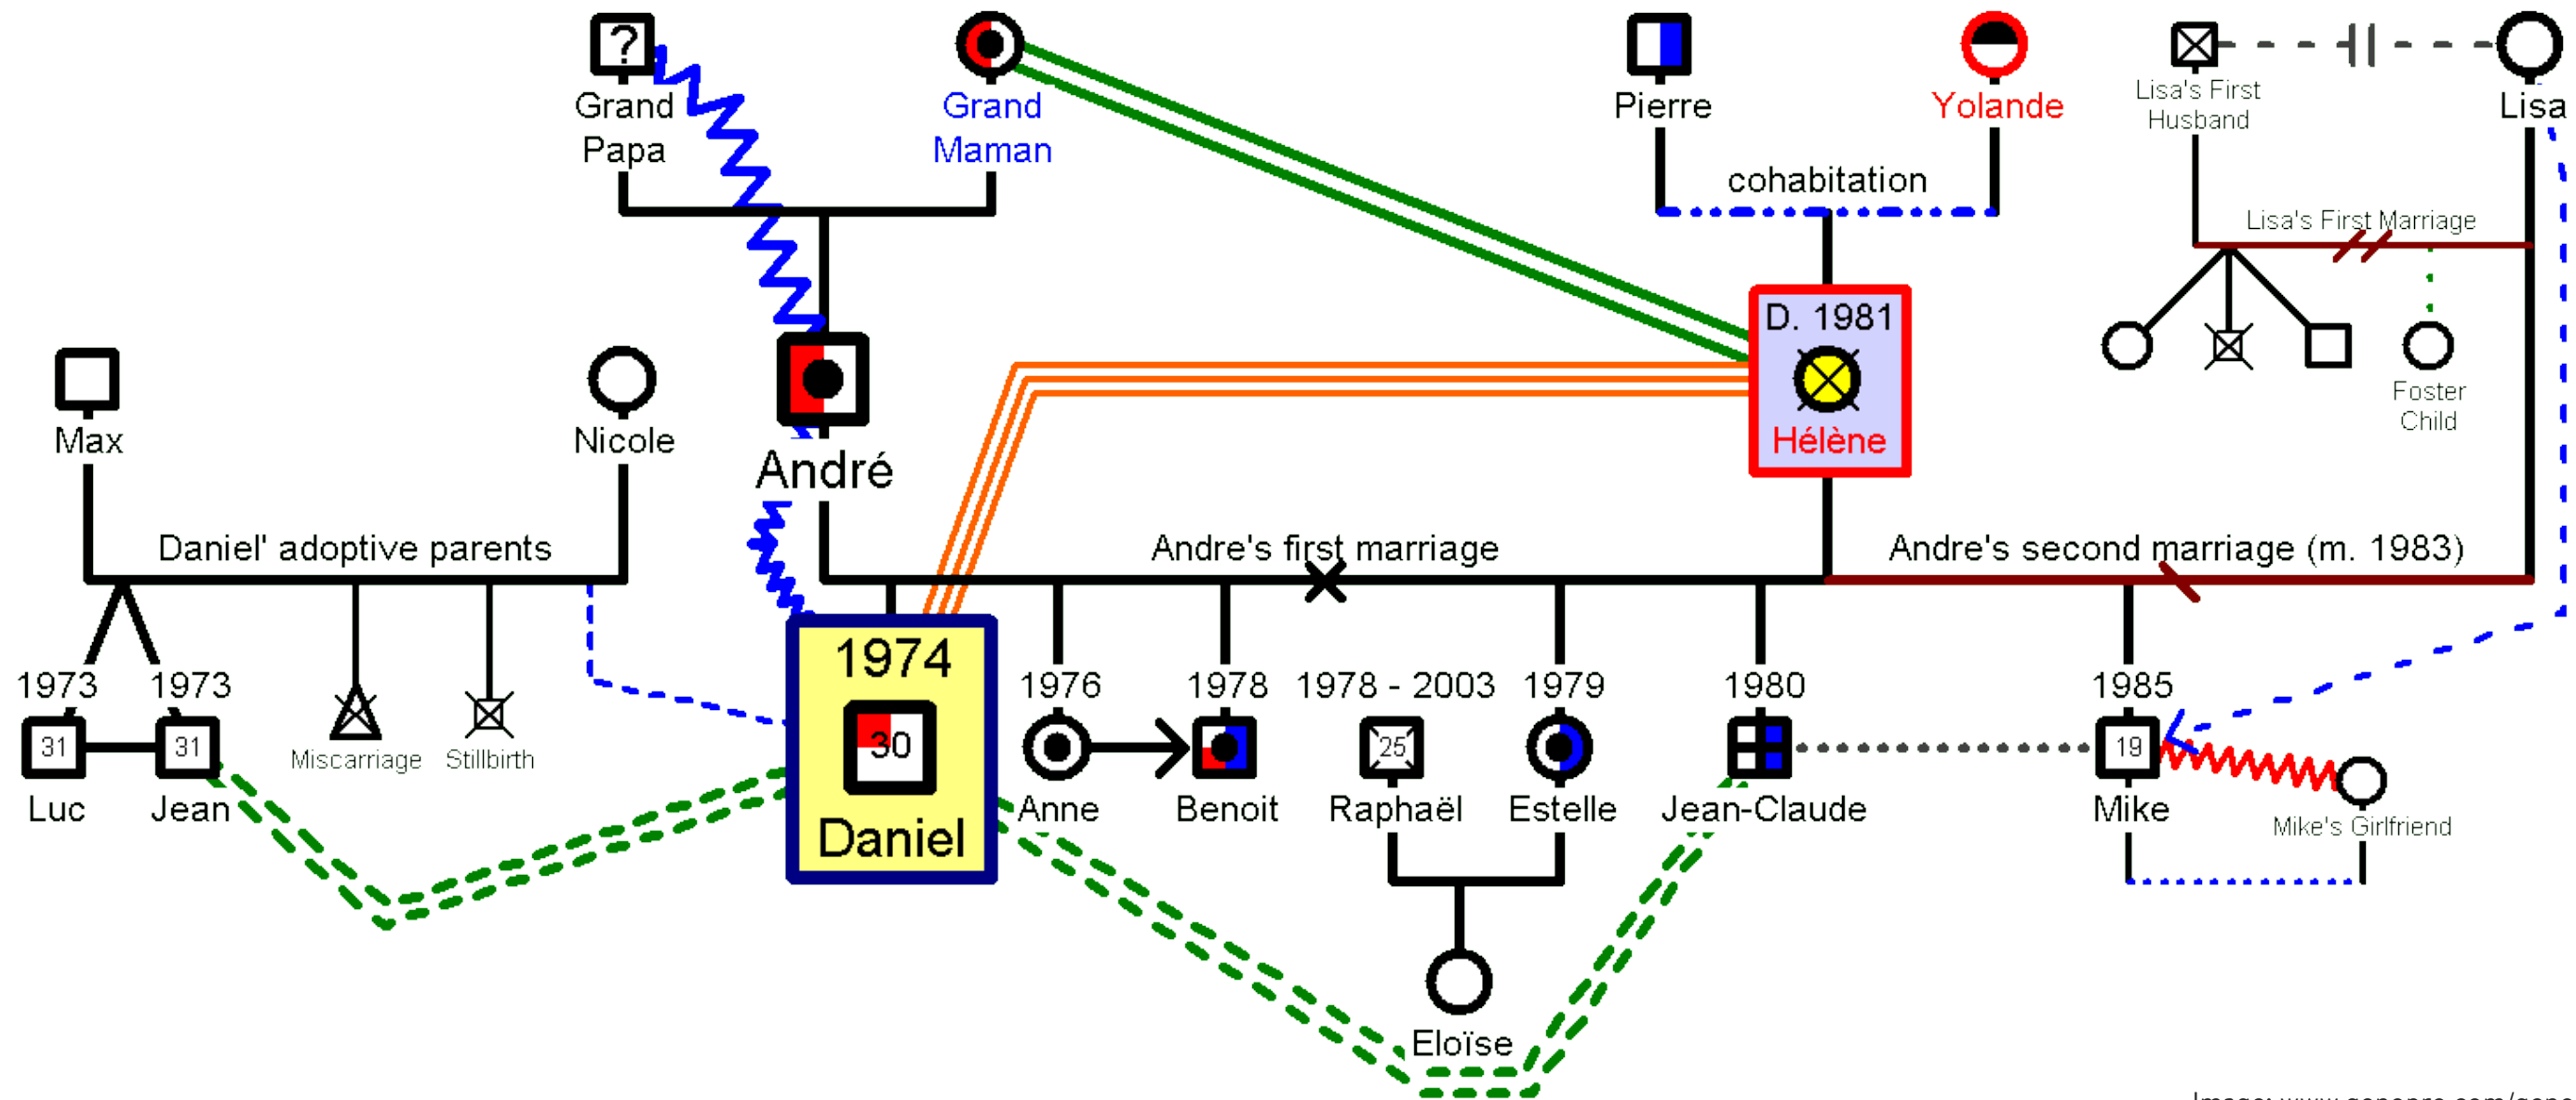 ?
Grand
Papa
Grand
Maman
Pierre
Yolande
Lisa's First
Husband
Lisa
cohabitation
Lisa's First Marriage
D. 1981
Hélène
Foster
Child
Max
Nicole
André
Daniel' adoptive parents
Andre's first marriage
Andre's second marriage (m. 1983)
1973
1973
1974
1976
1978
1978 - 2003
1979
1980
1985
31
31
30
25
19
Miscarriage
Stillbirth
Luc
Jean
Daniel
Anne
Benoit
Raphaël
Estelle
Jean-Claude
Mike
Mike's Girlfriend
Eloïse